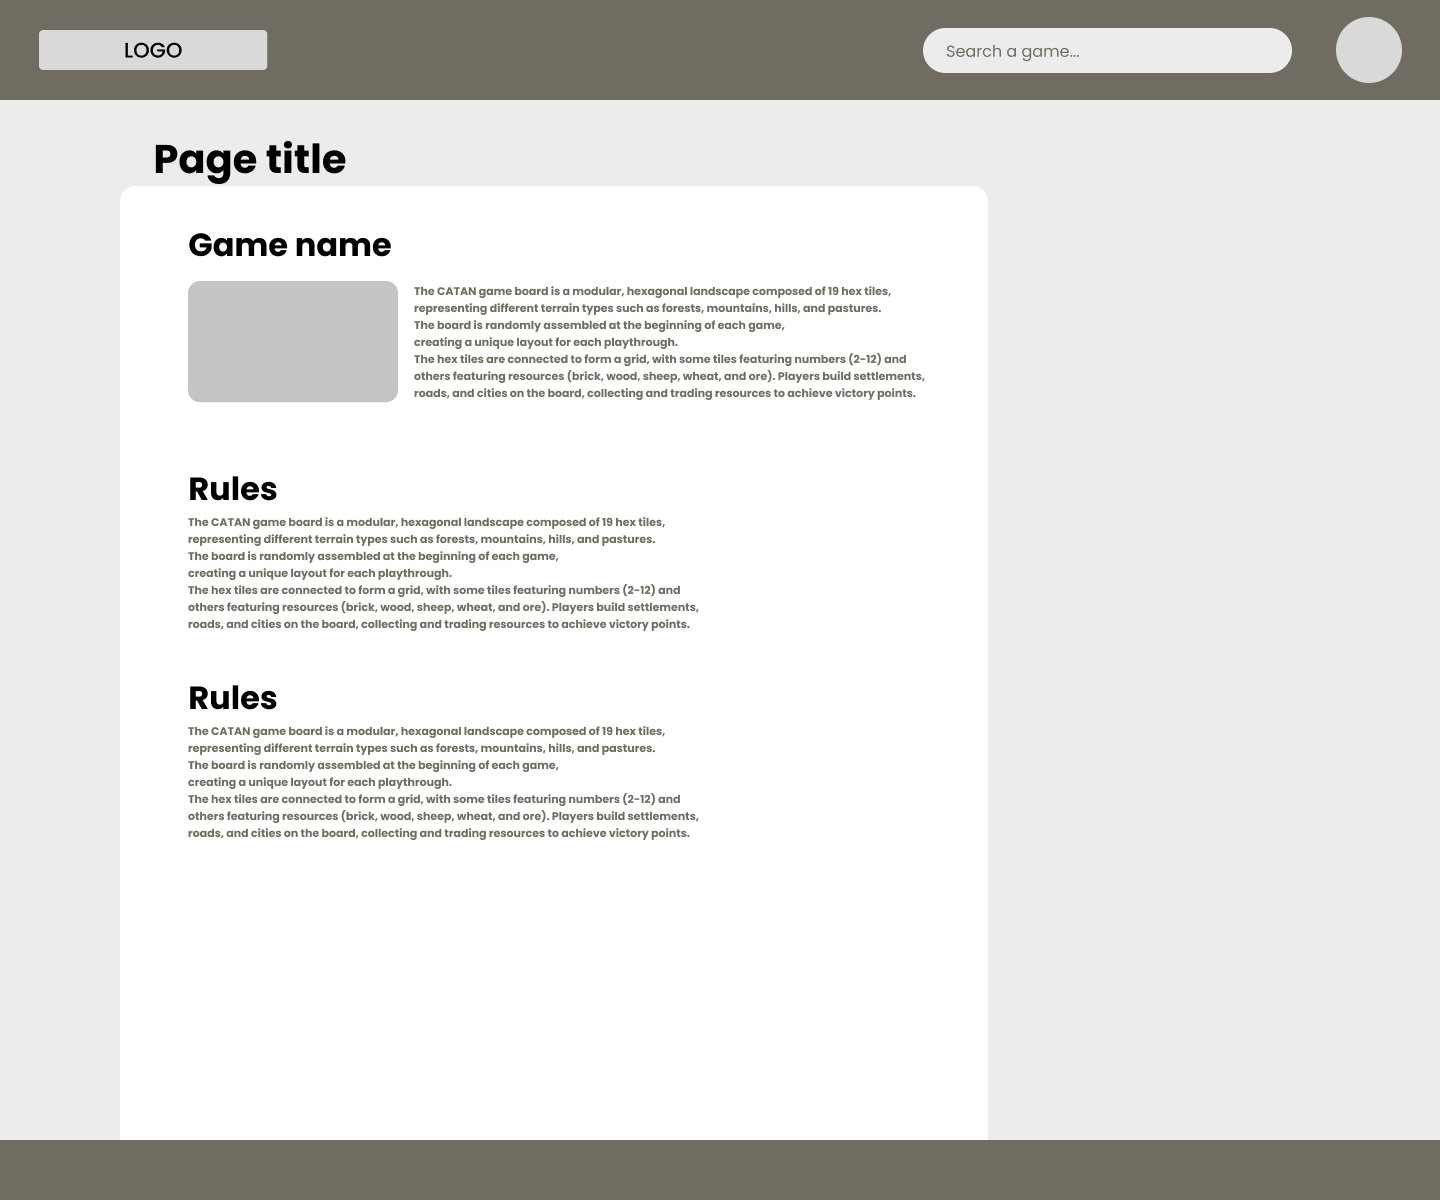 LOGO
Search a game...
Page title
Game name
The CATAN game board is a modular, hexagonal landscape composed of 19 hex tiles,
representing different terrain types such as forests, mountains, hills, and pastures.
The board is randomly assembled at the beginning of each game,
creating a unique layout for each playthrough.
The hex tiles are connected to form a grid, with some tiles featuring numbers (2-12) and
others featuring resources (brick, wood, sheep, wheat, and ore). Players build settlements,
roads, and cities on the board, collecting and trading resources to achieve victory points.
Rules
The CATAN game board is a modular, hexagonal landscape composed of 19 hex tiles,
representing different terrain types such as forests, mountains, hills, and pastures.
The board is randomly assembled at the beginning of each game,
creating a unique layout for each playthrough.
The hex tiles are connected to form a grid, with some tiles featuring numbers (2-12) and
others featuring resources (brick, wood, sheep, wheat, and ore). Players build settlements,
roads, and cities on the board, collecting and trading resources to achieve victory points.
Rules
The CATAN game board is a modular, hexagonal landscape composed of 19 hex tiles,
representing different terrain types such as forests, mountains, hills, and pastures.
The board is randomly assembled at the beginning of each game,
creating a unique layout for each playthrough.
The hex tiles are connected to form a grid, with some tiles featuring numbers (2-12) and
others featuring resources (brick, wood, sheep, wheat, and ore). Players build settlements,
roads, and cities on the board, collecting and trading resources to achieve victory points.